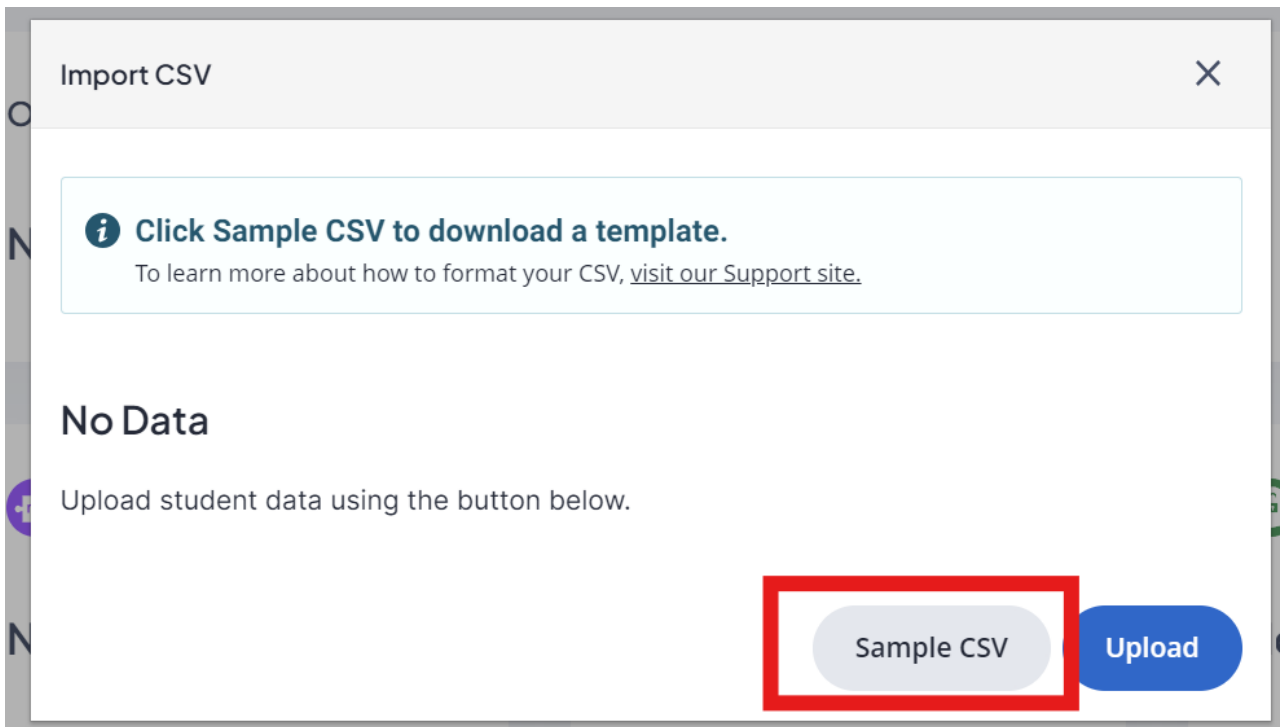 Import CSV
Click Sample CSV to download a template.
To learn more about how to format your CSV, visit our Support site.
No Data
Upload student data using the button below.
Sample CSV
Upload